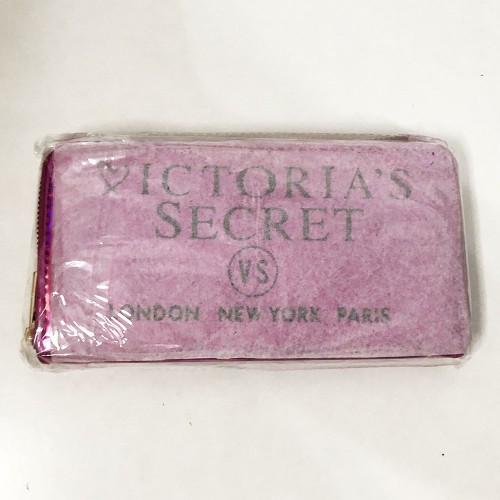 VICTORIA'S
SECRET
VS
LONDON NEW YORK PARIS